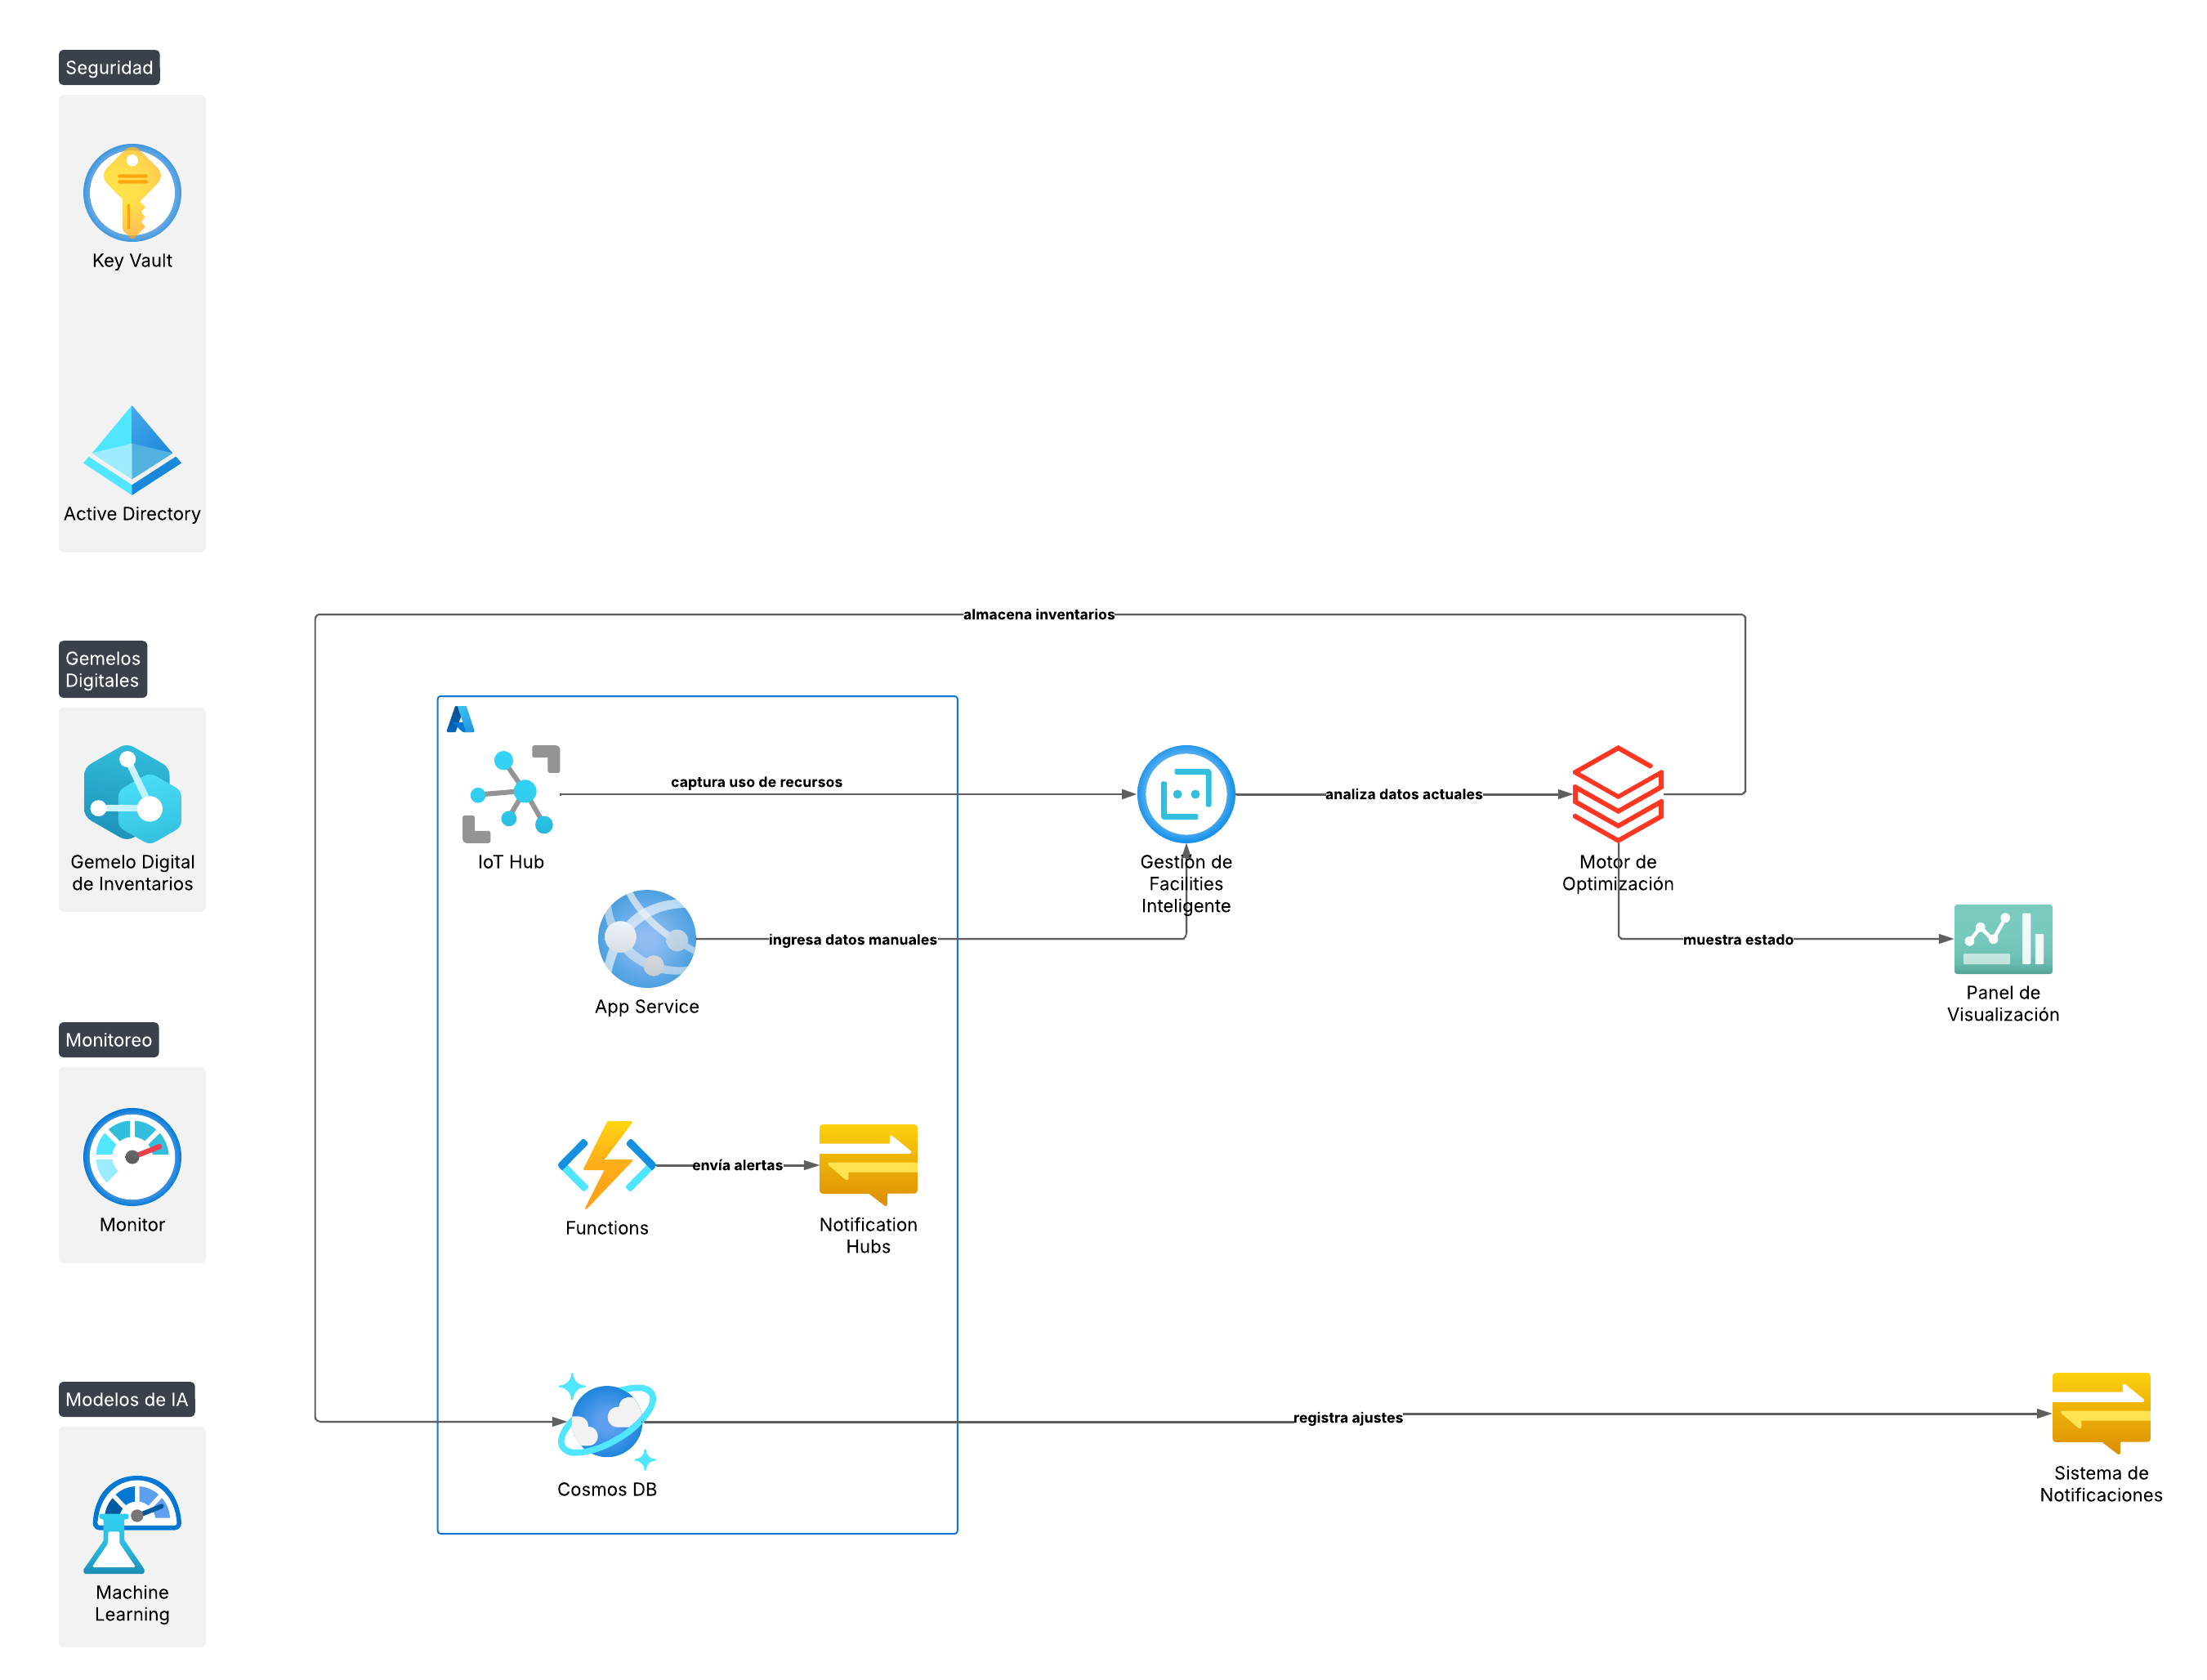 Seguridad
Key Vault
Active Directory
almacena inventarios
Gemelos
Digitales
Gemelo Digital
de Inventarios
captura uso de recursos
IoT Hub
analiza datos actuales
Gestión de
Facilities
Inteligente
Motor de
Optimización
ingresa datos manuales
App Service
muestra estado
Panel de
Visualización
Monitoreo
Monitor
envía alertas
Functions
Notification
Hubs
Modelos de IA
Machine
Learning
Cosmos DB
registra ajustes
Sistema de
Notificaciones